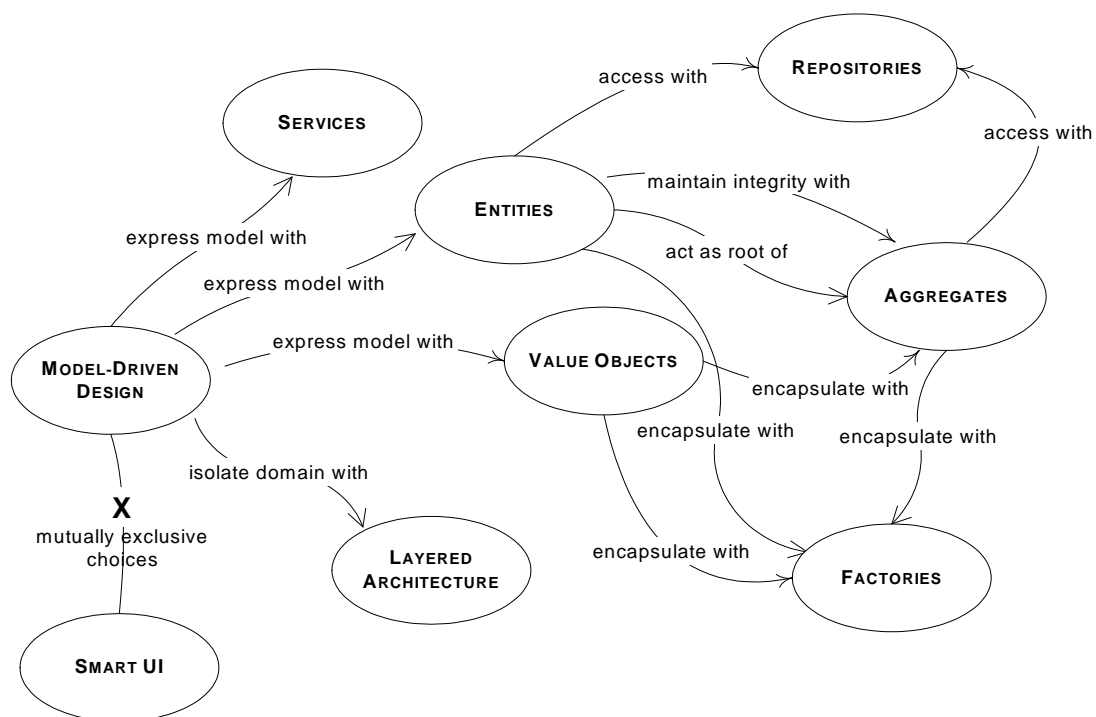 REPOSITORIES
access with
SERVICES
access with
maintain integrity with
ENTITIES
express model with
act as root of
express model with
AGGREGATES
express model with
VALUE OBJECTS
MODEL-DRIVEN
DESIGN
encapsulate with
encapsulate with
encapsulate with
isolate domain with
X
mutually exclusive
choices
encapsulate with
LAYERED
ARCHITECTURE
FACTORIES
SMART UI